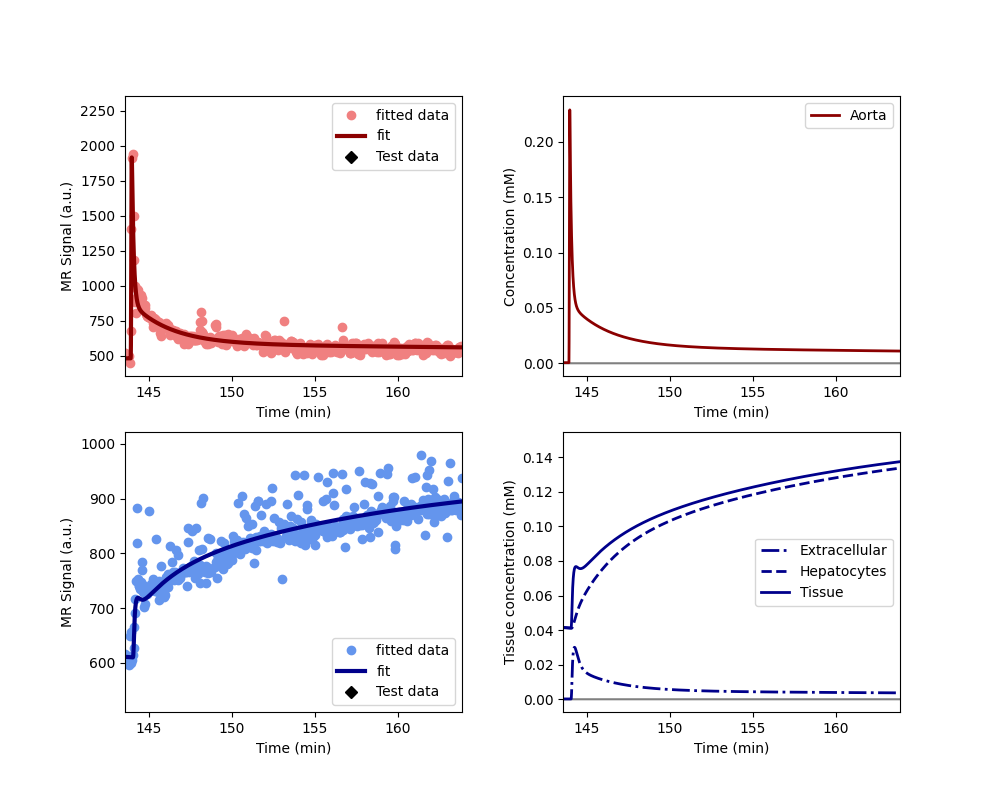 2250
2000
1750
1500
1250
1000
750
500
MR Signal (a.u.)
145 150 155 160
Time (min)
fitted data
fit
Test data
0.20
0.15
0.10
0.05
0.00
Concentration (mM)
145 150 155 160
Time (min)
Aorta
1000
900
800
700
600
MR Signal (a.u.)
145 150 155 160
Time (min)
fitted data
fit
Test data
0.14
0.12
0.10
0.08
0.06
0.04
0.02
0.00
Tissue concentration (mM)
145 150 155 160
Time (min)
Extracellular
Hepatocytes
Tissue